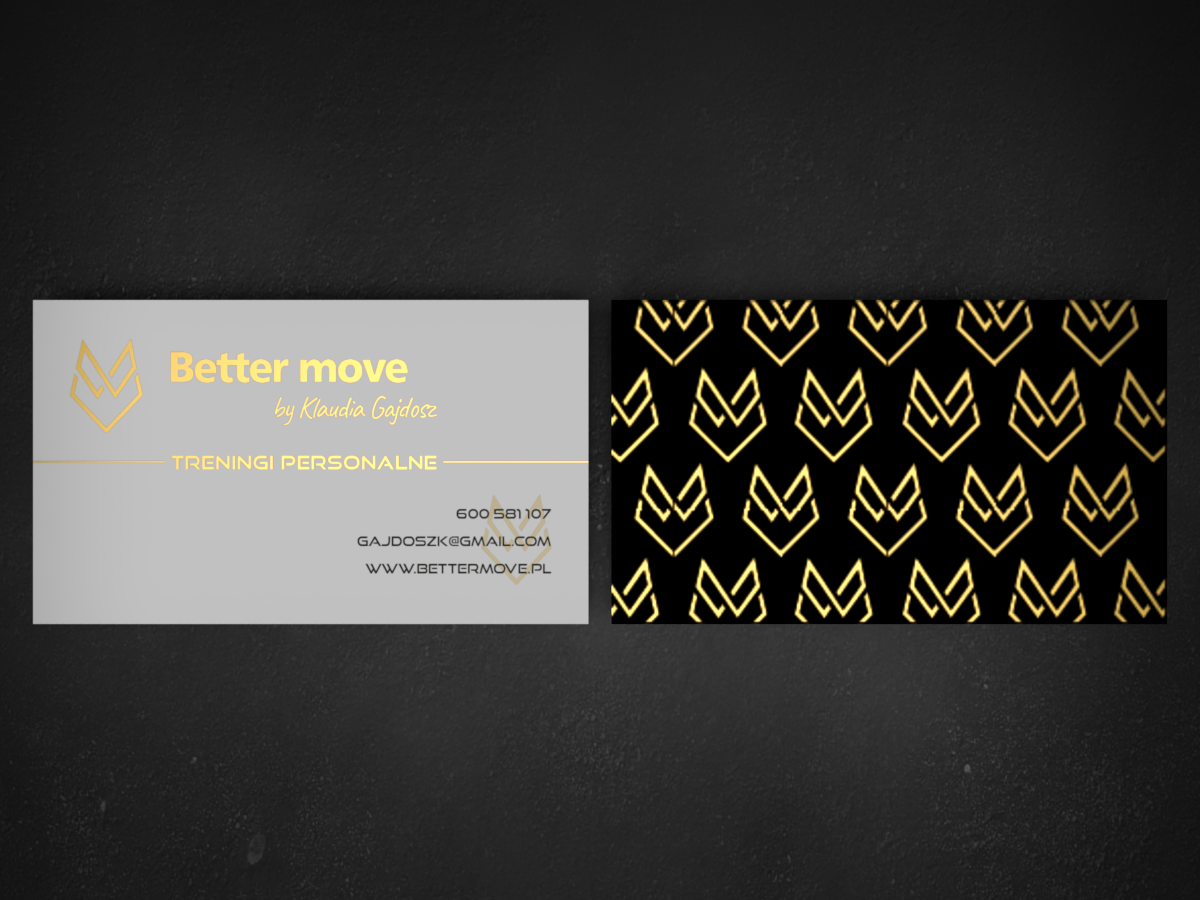 Better move
by Klaudia Gajdosz
TRENINGI PERSONALNE
600 581 107
GAJDOSZK@GMAIL.COM
WWW.BETTERMOVE.PL